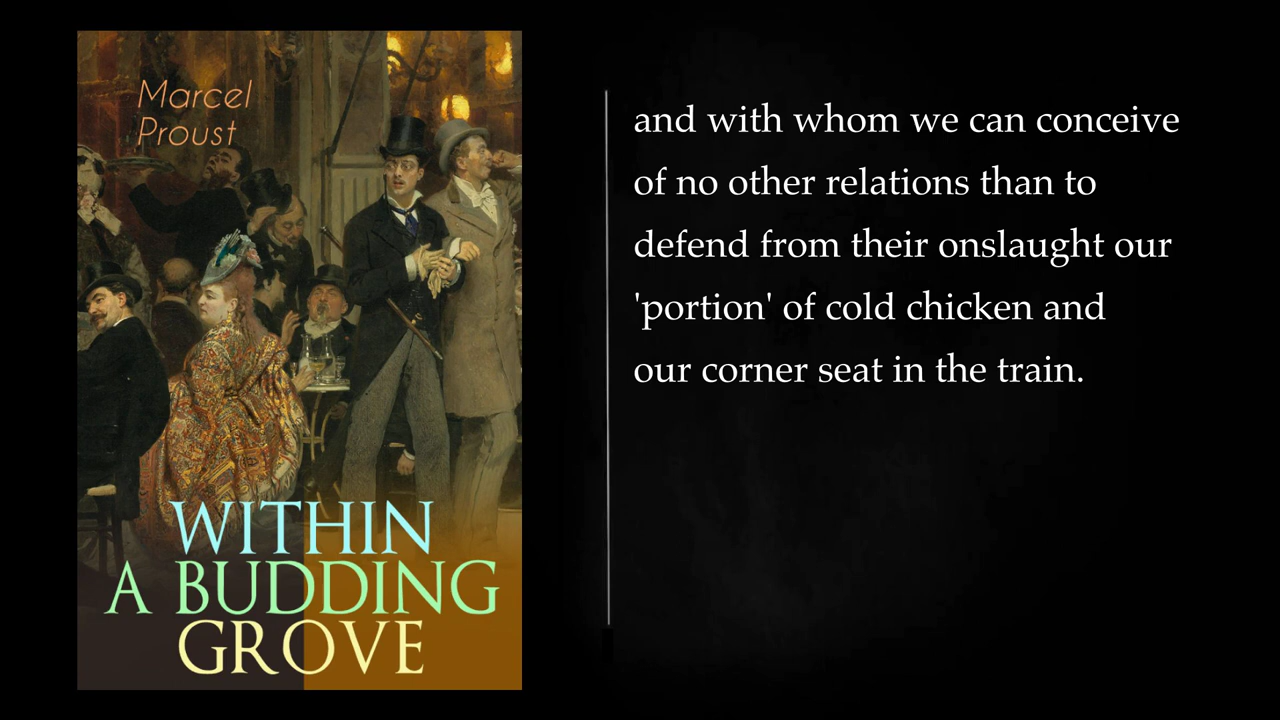 Marcel
Proust
WITHIN
A BUDDING
GROVE
and with whom we can conceive
of no other relations than to
defend from their onslaught our
'portion' of cold chicken and
our corner seat in the train.